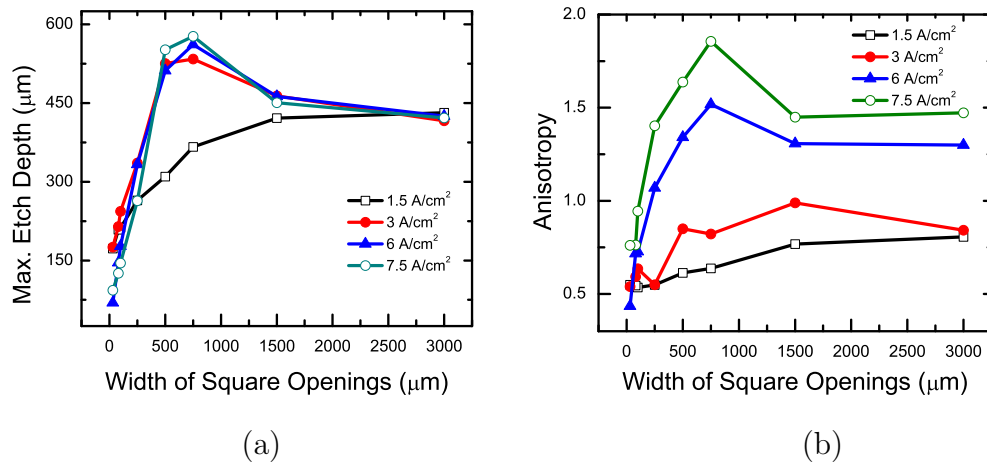 600
450
300
150
Max. Etch Depth (μm)
1.5 A/cm²
3 A/cm²
6 A/cm²
7.5 A/cm²
0 500 1000 1500 2000 2500 3000
Width of Square Openings (μm)
(a)
2.0
1.5
1.0
0.5
Anisotropy
1.5 A/cm²
3 A/cm²
6 A/cm²
7.5 A/cm²
0 500 1000 1500 2000 2500 3000
Width of Square Openings (μm)
(b)